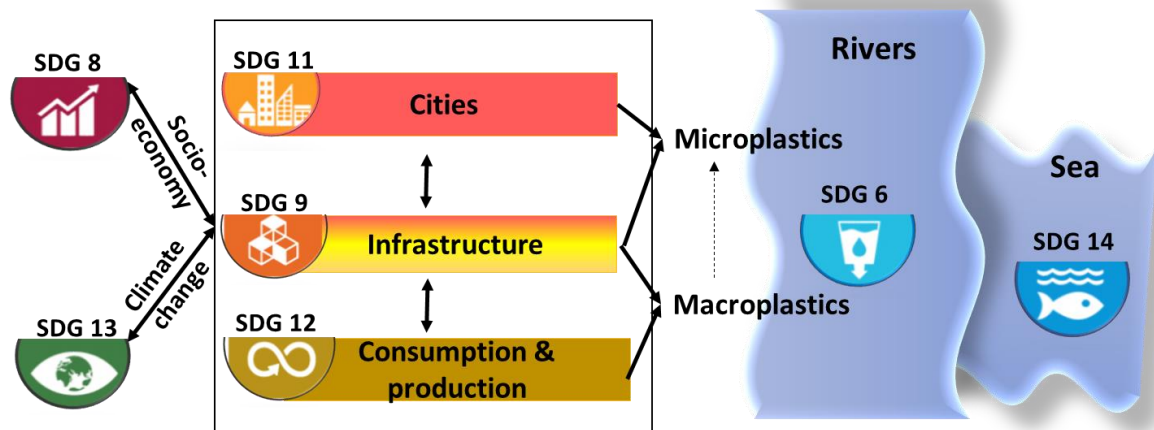 SDG 8
Socio-
economy
Climate
change
SDG 13
SDG 11
Cities
SDG 9
Infrastructure
SDG 12
Consumption &
production
Microplastics
Macroplastics
Rivers
SDG 6
Sea
SDG 14